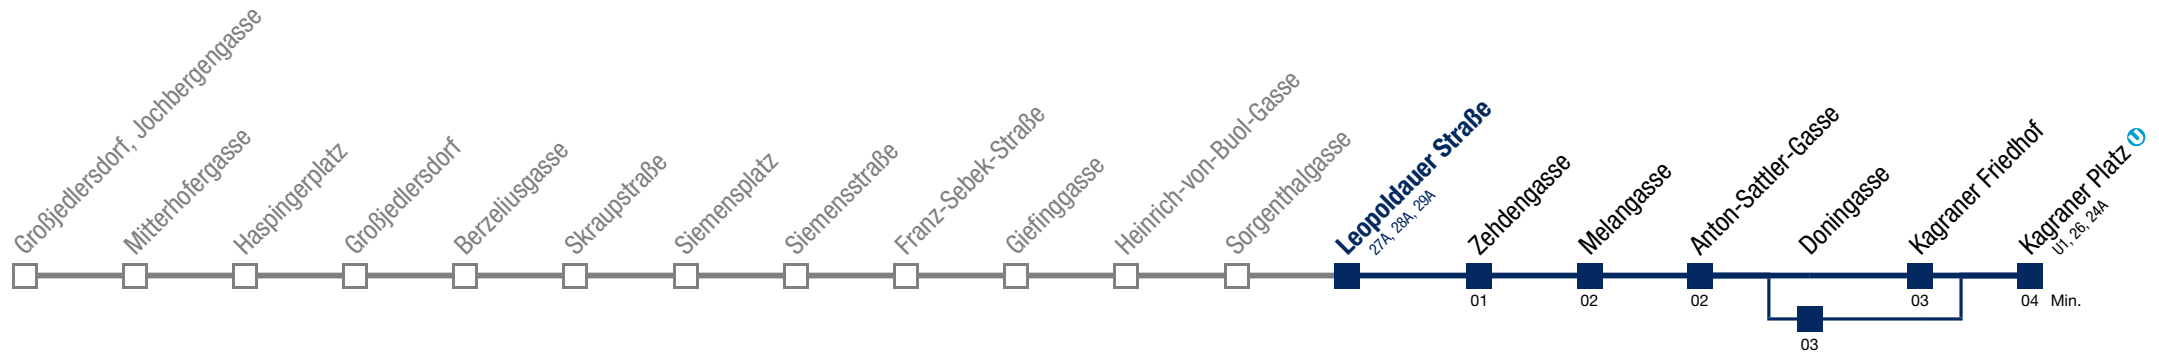 Großjedlersdorf, Jochbergengasse
Mitterhofergasse
Haspingerplatz
Großjedlersdorf
Berzeliusgasse
Skraupstraße
Siemensplatz
Siemensstraße
Franz-Sebek-Straße
Giefinggasse
Heinrich-von-Buol-Gasse
Sorgenthalgasse
Leopoldauer Straße
27A, 28A, 29A
Zehdengasse
Melangasse
Anton-Sattler-Gasse
Doningasse
Kagraner Friedhof
Kagraner Platz U
U1, 26, 24A
01 02 02 03 04 Min.
03